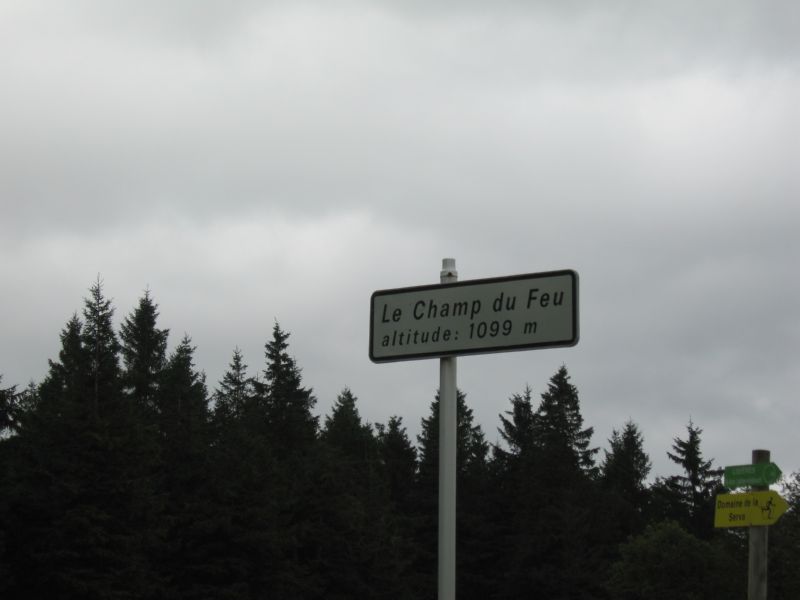 Le Champ du Feu
altitude: 1099 m
Domaine de la
Serva